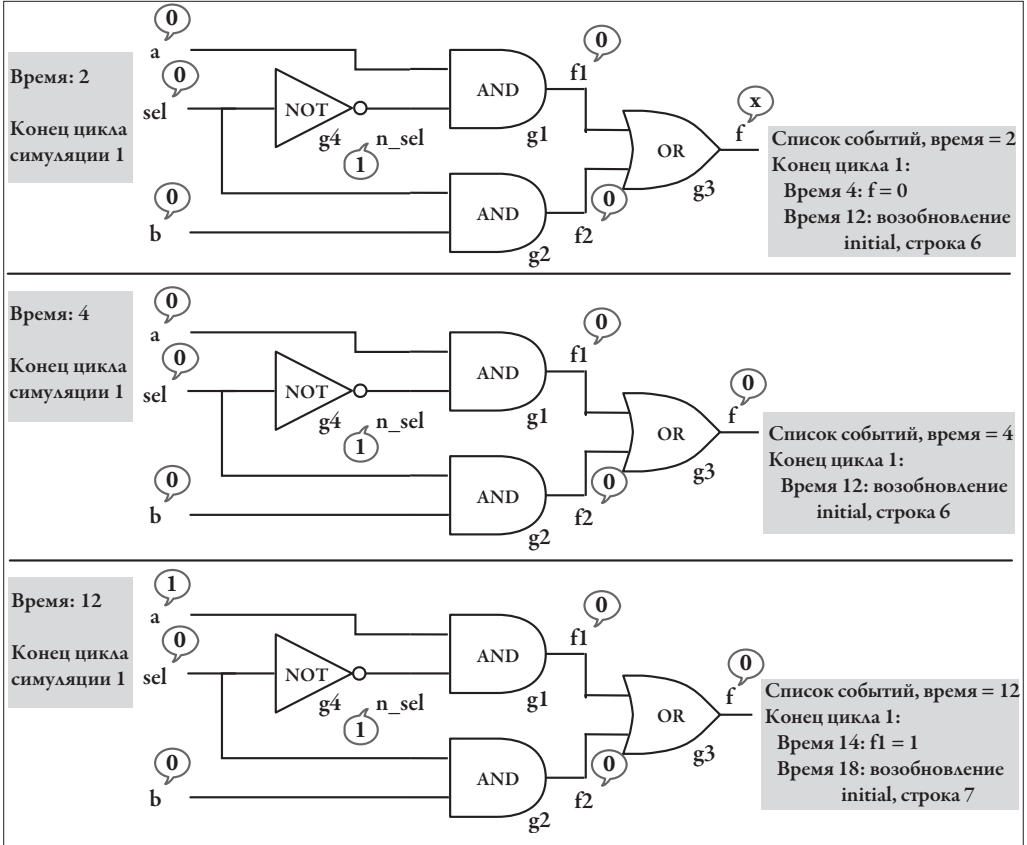 0
a
0
f1
Время: 2
0
AND
x
sel
NOT
g1
f
Конец цикла
симуляции 1
g4
n_sel
1
OR
Список событий, время = 2
Конец цикла 1:
Время 4: f = 0
Время 12: возобновление
initial, строка 6
0
b
AND
0
g3
f2
g2
0
a
0
f1
Время: 4
0
AND
0
sel
NOT
g1
f
Конец цикла
симуляции 1
g4
n_sel
1
OR
Список событий, время = 4
Конец цикла 1:
Время 12: возобновление
initial, строка 6
0
b
AND
0
g3
f2
g2
1
a
0
f1
Время: 12
0
AND
0
sel
NOT
g1
f
Конец цикла
симуляции 1
g4
n_sel
1
OR
Список событий, время = 12
Конец цикла 1:
Время 14: f1 = 1
Время 18: возобновление
initial, строка 7
0
b
AND
0
g3
f2
g2